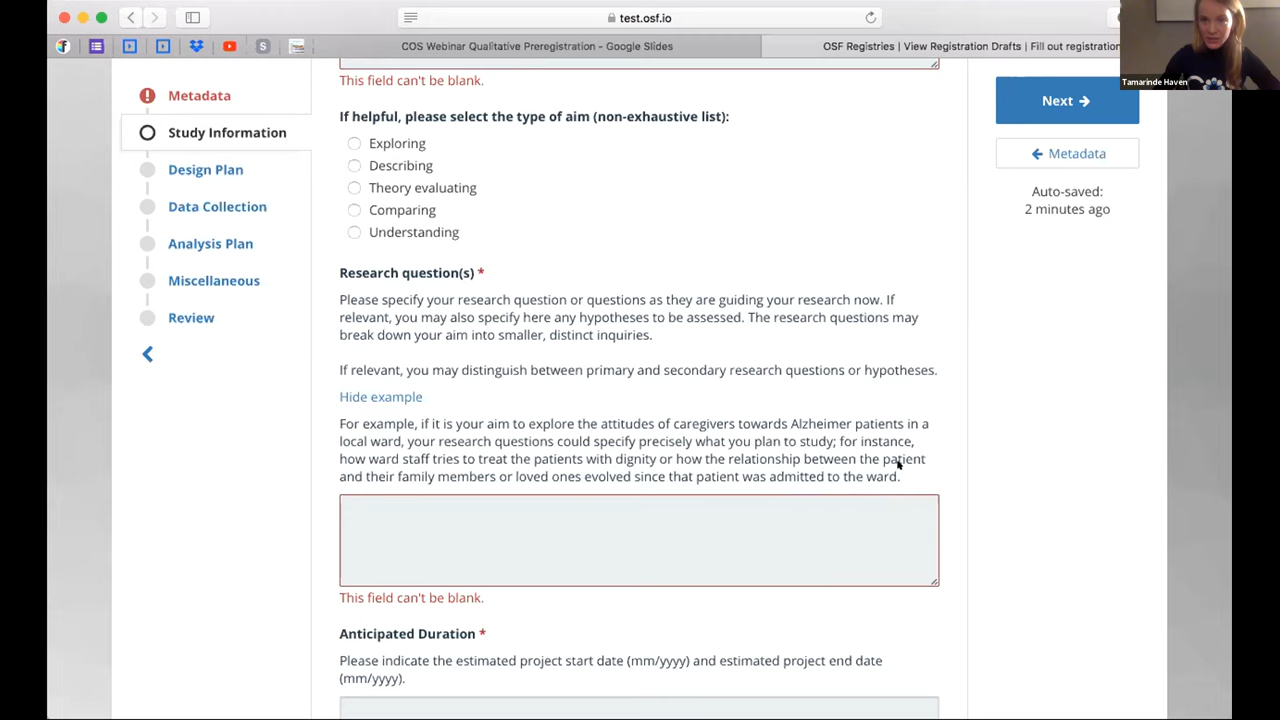 test.osf.io
COS Webinar Qualitative Preregistration - Google Slides
OSF Registries | View Registration Drafts | Fill out registration
Tamarinde Haven
Metadata
Study Information
Design Plan
Data Collection
Analysis Plan
Miscellaneous
Review
This field can't be blank.
If helpful, please select the type of aim (non-exhaustive list):
Exploring
Describing
Theory evaluating
Comparing
Understanding
Research question(s) *
Please specify your research question or questions as they are guiding your research now. If
relevant, you may also specify here any hypotheses to be assessed. The research questions may
break down your aim into smaller, distinct inquiries.
If relevant, you may distinguish between primary and secondary research questions or hypotheses.
Hide example
For example, if it is your aim to explore the attitudes of caregivers towards Alzheimer patients in a
local ward, your research questions could specify precisely what you plan to study; for instance,
how ward staff tries to treat the patients with dignity or how the relationship between the patient
and their family members or loved ones evolved since that patient was admitted to the ward.
This field can't be blank.
Anticipated Duration *
Please indicate the estimated project start date (mm/yyyy) and estimated project end date
(mm/yyyy).
Next
Metadata
Auto-saved:
2 minutes ago